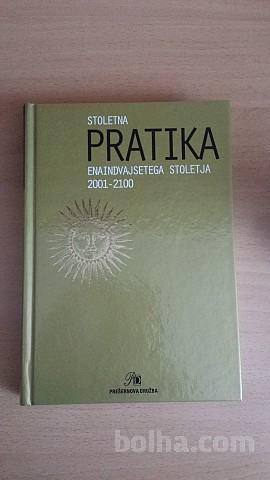 STOLETNA
PRATIKA
ENAINDVAJSETEGA STOLETJA
2001-2100
PREŠERNOVA DRUŽBA
bolha.com